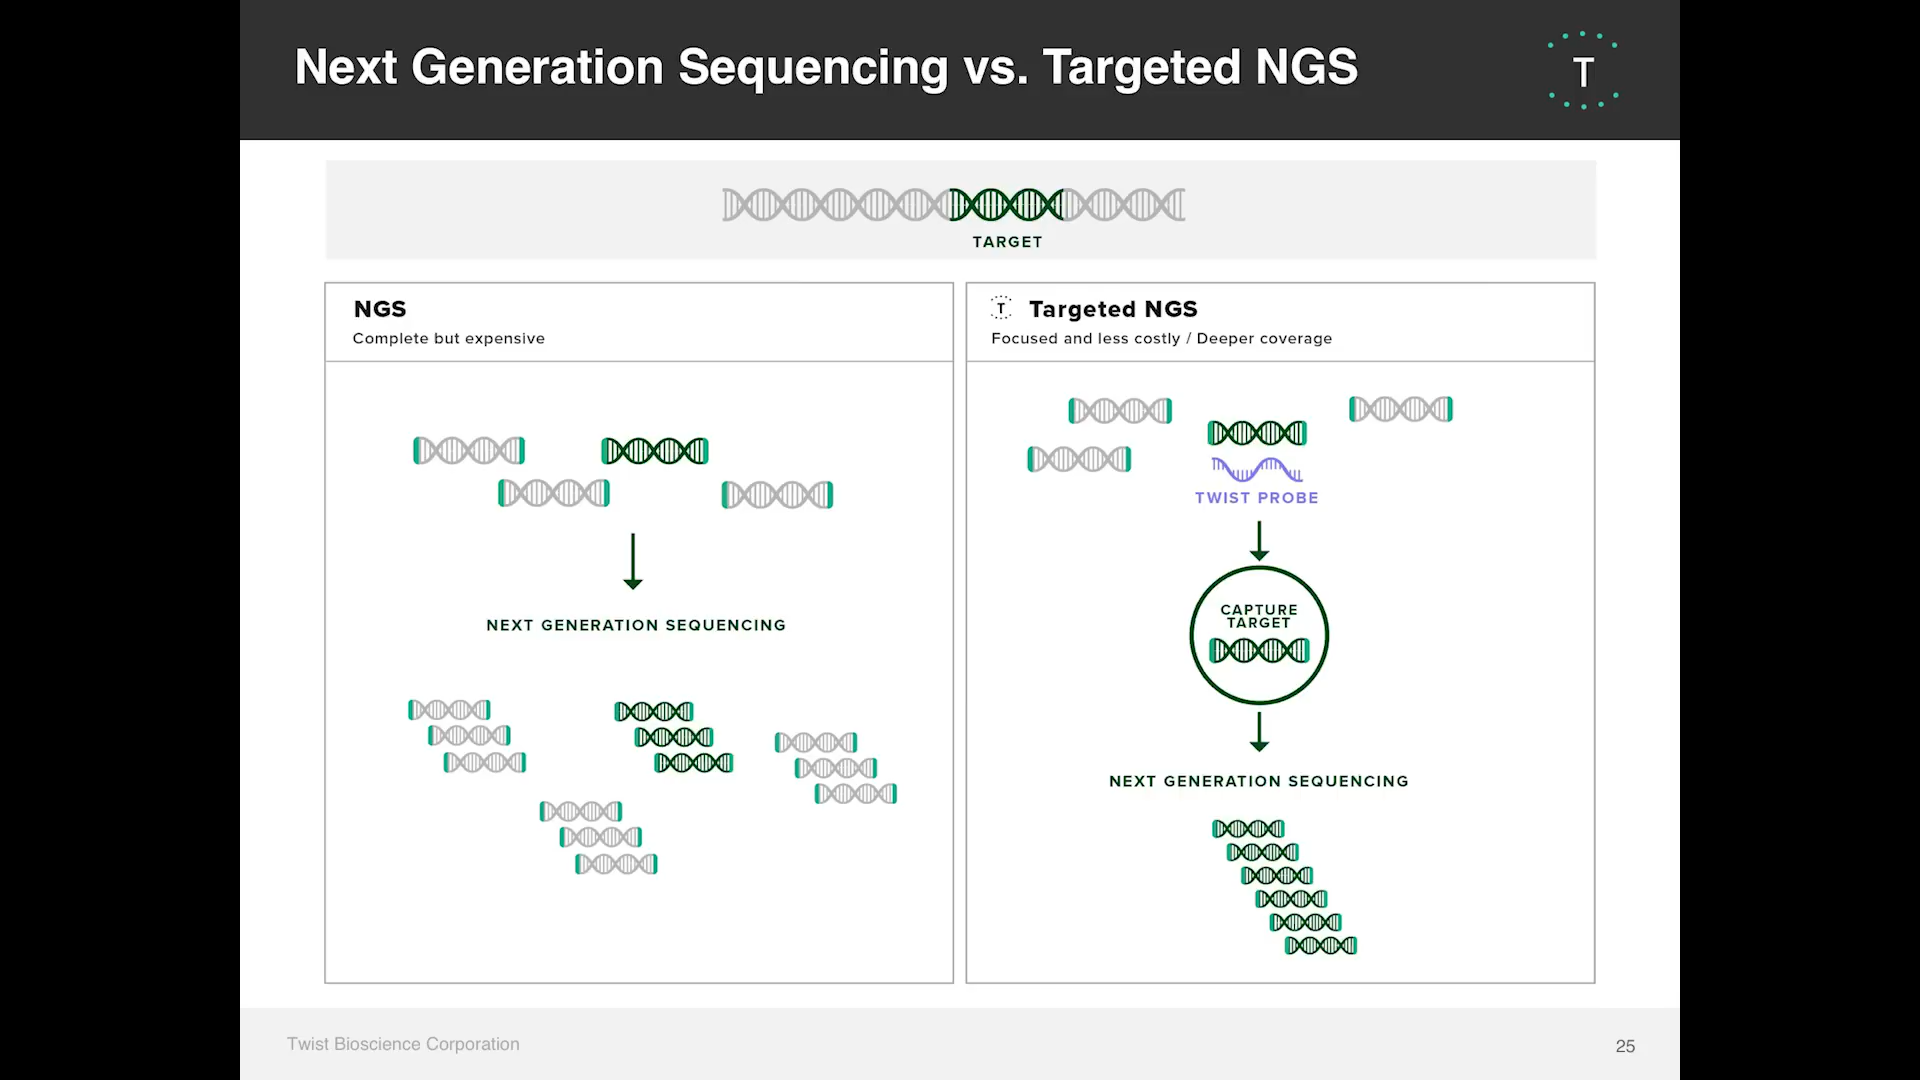 Next Generation Sequencing vs. Targeted NGS
T
TARGET
NGS
Complete but expensive
T Targeted NGS
Focused and less costly / Deeper coverage
NEXT GENERATION SEQUENCING
TWIST PROBE
CAPTURE
TARGET
NEXT GENERATION SEQUENCING
Twist Bioscience Corporation
25